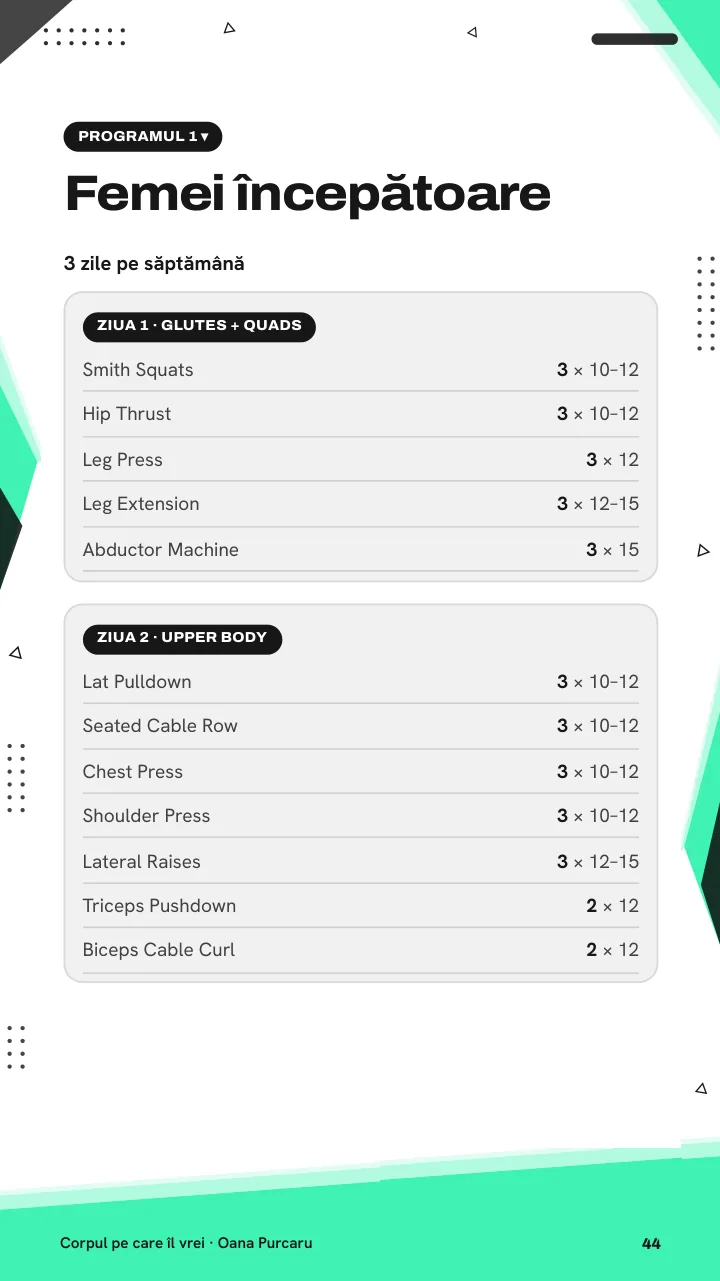 PROGRAMUL 1 ▾
Femei începătoare
3 zile pe săptămână
ZIUA 1 · GLUTES + QUADS
Smith Squats 3 × 10–12
Hip Thrust 3 × 10–12
Leg Press 3 × 12
Leg Extension 3 × 12–15
Abductor Machine 3 × 15
ZIUA 2 · UPPER BODY
Lat Pulldown 3 × 10–12
Seated Cable Row 3 × 10–12
Chest Press 3 × 10–12
Shoulder Press 3 × 10–12
Lateral Raises 3 × 12–15
Triceps Pushdown 2 × 12
Biceps Cable Curl 2 × 12
Corpul pe care îl vrei · Oana Purcaru 44